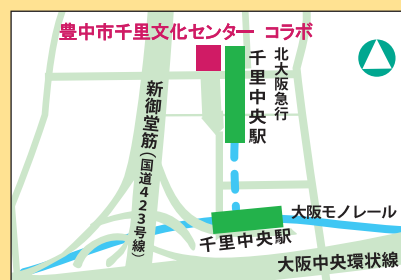 豊中市千里文化センター コラボ
北大阪急行
千里中央駅
新御堂筋(国道423号線)
大阪モノレール
千里中央駅
大阪中央環状線